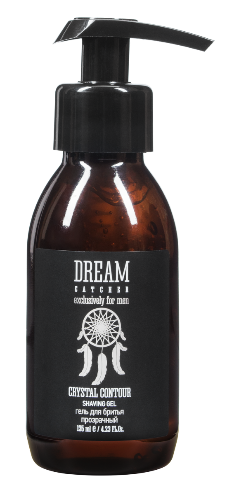 DREAM
CATCHER
exclusively for men
CRYSTAL CONTOUR
SHAVING GEL
гель для бритья
прозрачный
125 ml ℮ / 4.23 Fl.Oz.